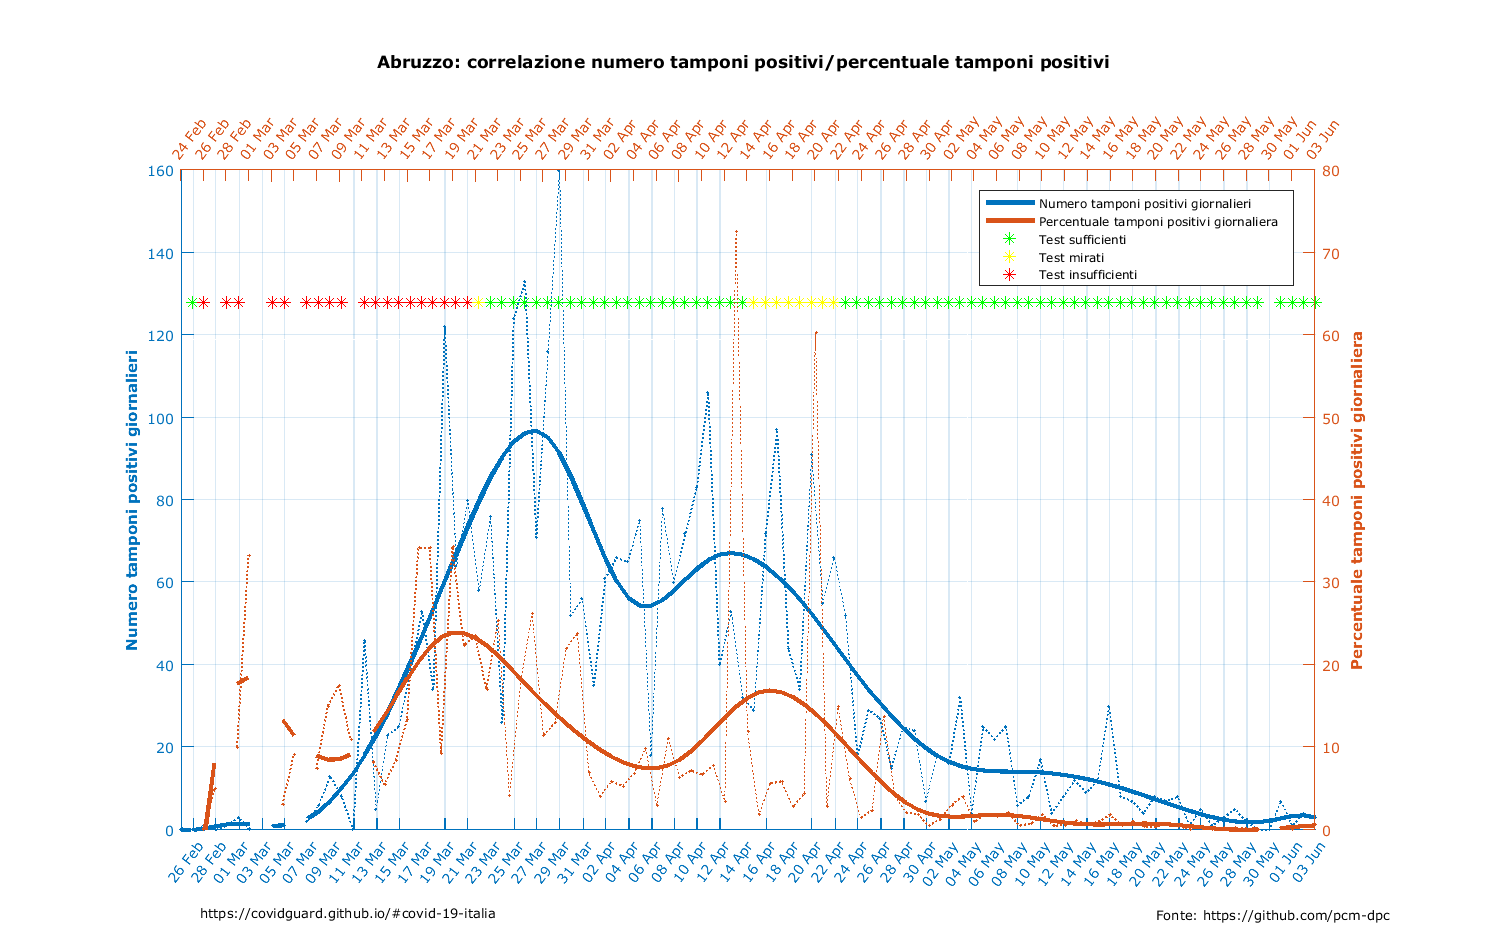 Abruzzo: correlazione numero tamponi positivi/percentuale tamponi positivi
24 Feb 26 Feb 28 Feb 01 Mar 03 Mar 05 Mar 07 Mar 09 Mar 11 Mar 13 Mar 15 Mar 17 Mar 19 Mar 21 Mar 23 Mar 25 Mar 27 Mar 29 Mar 31 Mar 02 Apr 04 Apr 06 Apr 08 Apr 10 Apr 12 Apr 14 Apr 16 Apr 18 Apr 20 Apr 22 Apr 24 Apr 26 Apr 28 Apr 30 Apr 02 May 04 May 06 May 08 May 10 May 12 May 14 May 16 May 18 May 20 May 22 May 24 May 26 May 28 May 30 May 01 Jun 03 Jun
160 80
Numero tamponi positivi giornalieri
Percentuale tamponi positivi giornaliera
Test sufficienti
Test mirati
Test insufficienti
140 70
120 60
100 50
80 40
60 30
40 20
20 10
0 0
Numero tamponi positivi giornalieri
Percentuale tamponi positivi giornaliera
26 Feb 28 Feb 01 Mar 03 Mar 05 Mar 07 Mar 09 Mar 11 Mar 13 Mar 15 Mar 17 Mar 19 Mar 21 Mar 23 Mar 25 Mar 27 Mar 29 Mar 31 Mar 02 Apr 04 Apr 06 Apr 08 Apr 10 Apr 12 Apr 14 Apr 16 Apr 18 Apr 20 Apr 22 Apr 24 Apr 26 Apr 28 Apr 30 Apr 02 May 04 May 06 May 08 May 10 May 12 May 14 May 16 May 18 May 20 May 22 May 24 May 26 May 28 May 30 May 01 Jun 03 Jun
https://covidguard.github.io/#covid-19-italia
Fonte: https://github.com/pcm-dpc